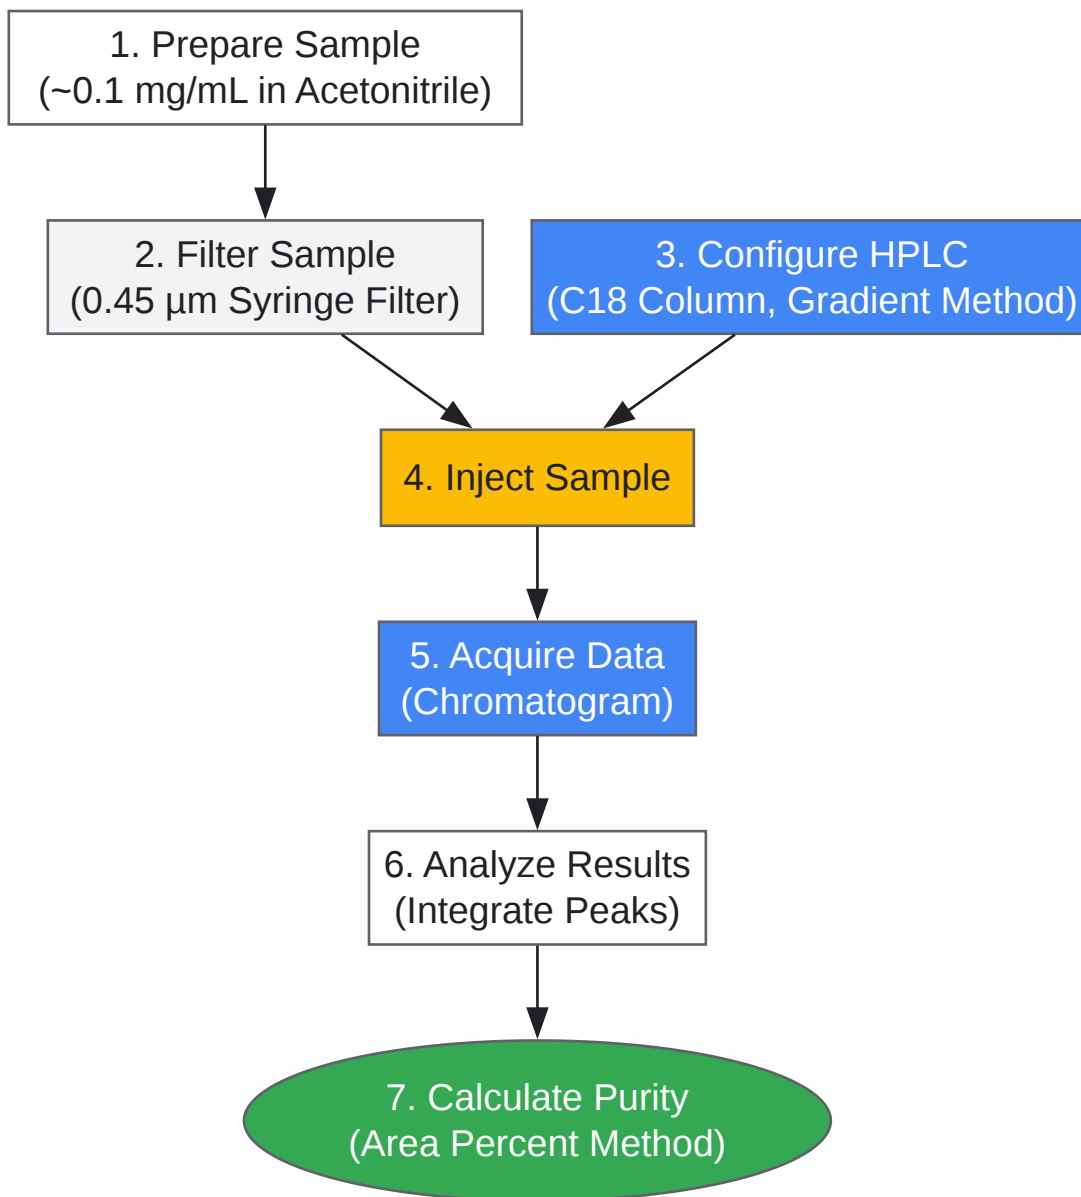 1. Prepare Sample
(~0.1 mg/mL in Acetonitrile)
2. Filter Sample
(0.45 µm Syringe Filter)
3. Configure HPLC
(C18 Column, Gradient Method)
4. Inject Sample
5. Acquire Data
(Chromatogram)
6. Analyze Results
(Integrate Peaks)
7. Calculate Purity
(Area Percent Method)